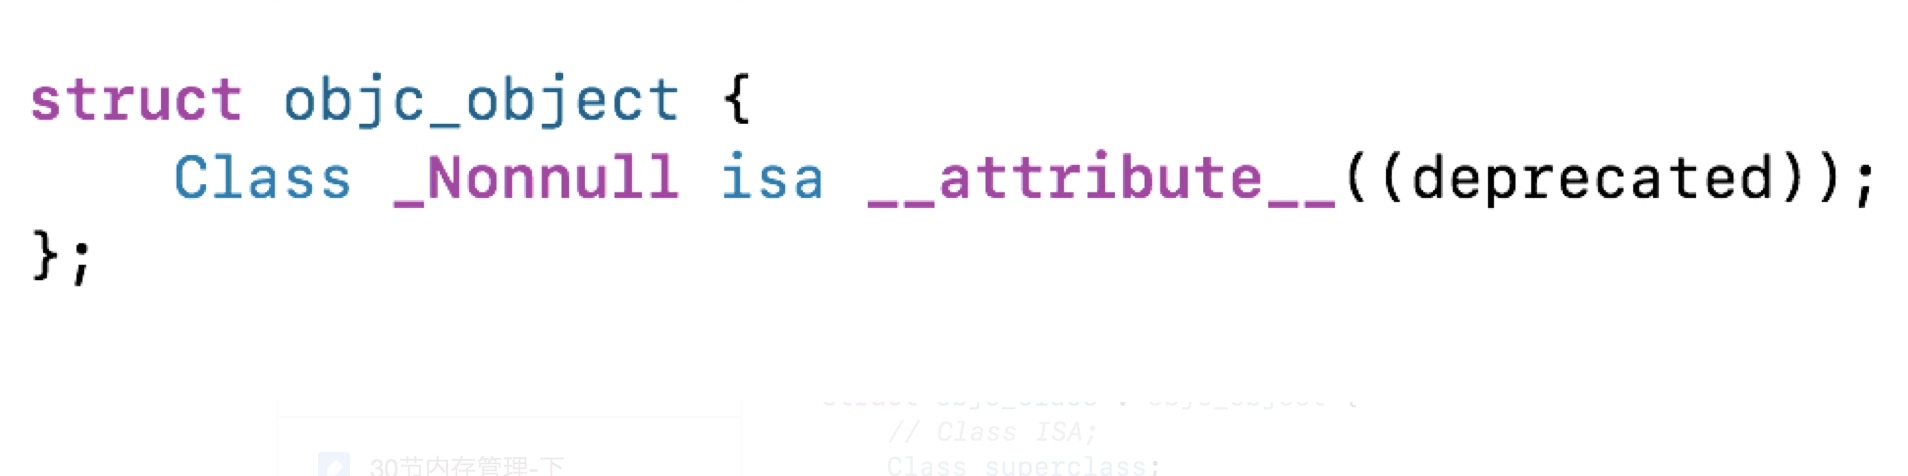 struct objc_object {
    Class _Nonnull isa __attribute__((deprecated));
};
struct objc_class : objc_object {
// Class ISA;
30节内存管理-下
Class superclass;